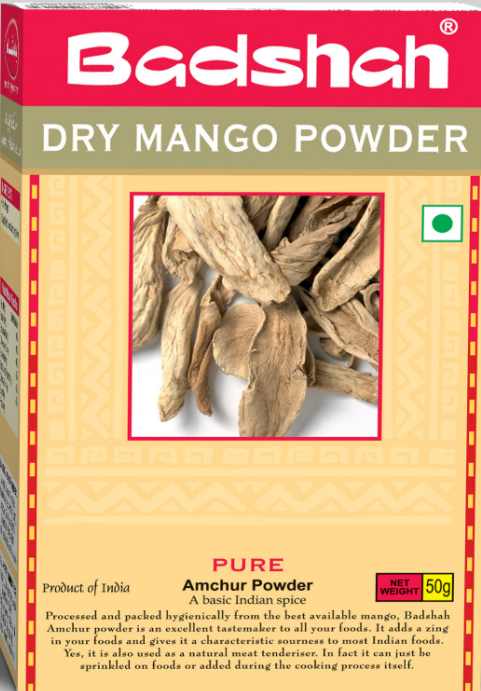 Badshah®
DRY MANGO POWDER
PURE
Product of India
Amchur Powder
A basic Indian spice
NET
WEIGHT 50g
Processed and packed hygienically from the best available mango, Badshah
Amchur powder is an excellent tastemaker to all your foods. It adds a zing
in your foods and gives it a characteristic sourness to most Indian foods.
Yes, it is also used as a natural meat tenderiser. In fact it can just be
sprinkled on foods or added during the cooking process itself.